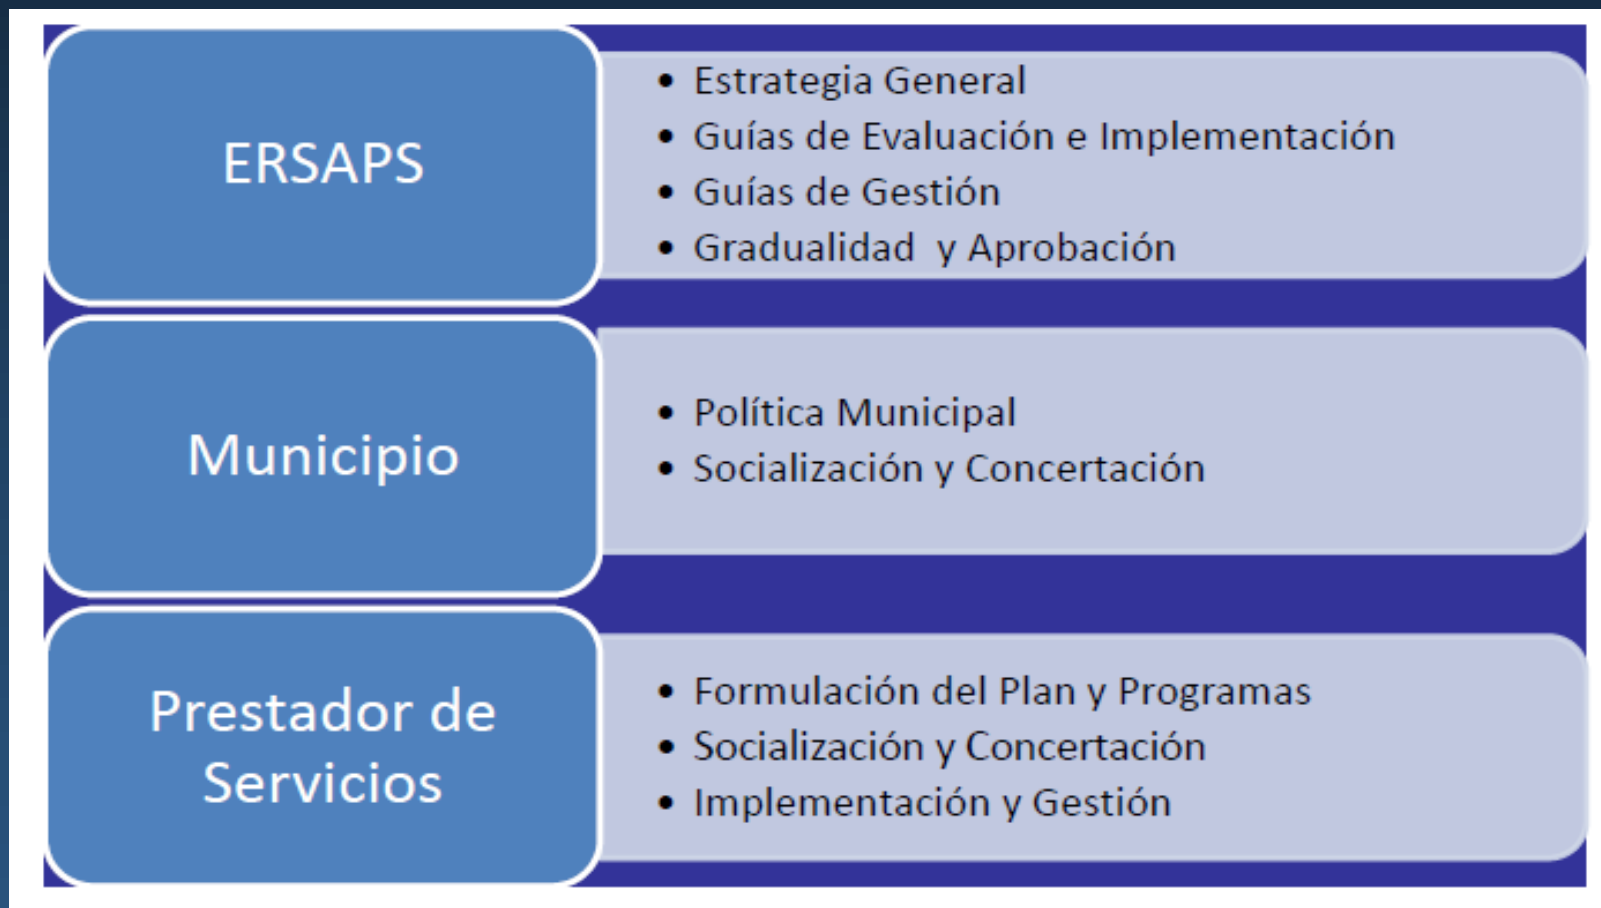 ERSAPS
• Estrategia General
• Guías de Evaluación e Implementación
• Guías de Gestión
• Gradualidad  y Aprobación
Municipio
• Política Municipal
• Socialización y Concertación
Prestador de
Servicios
• Formulación del Plan y Programas
• Socialización y Concertación
• Implementación y Gestión